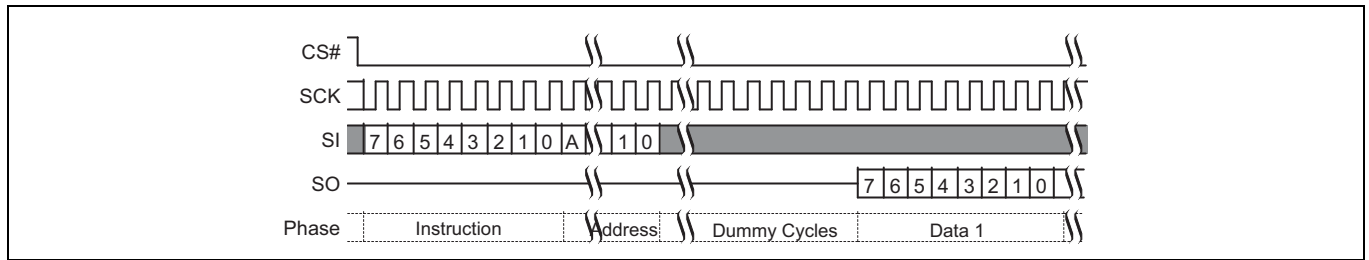 CS#
SCK
SI 7 6 5 4 3 2 1 0 A 1 0
SO 7 6 5 4 3 2 1 0
Phase Instruction Address Dummy Cycles Data 1